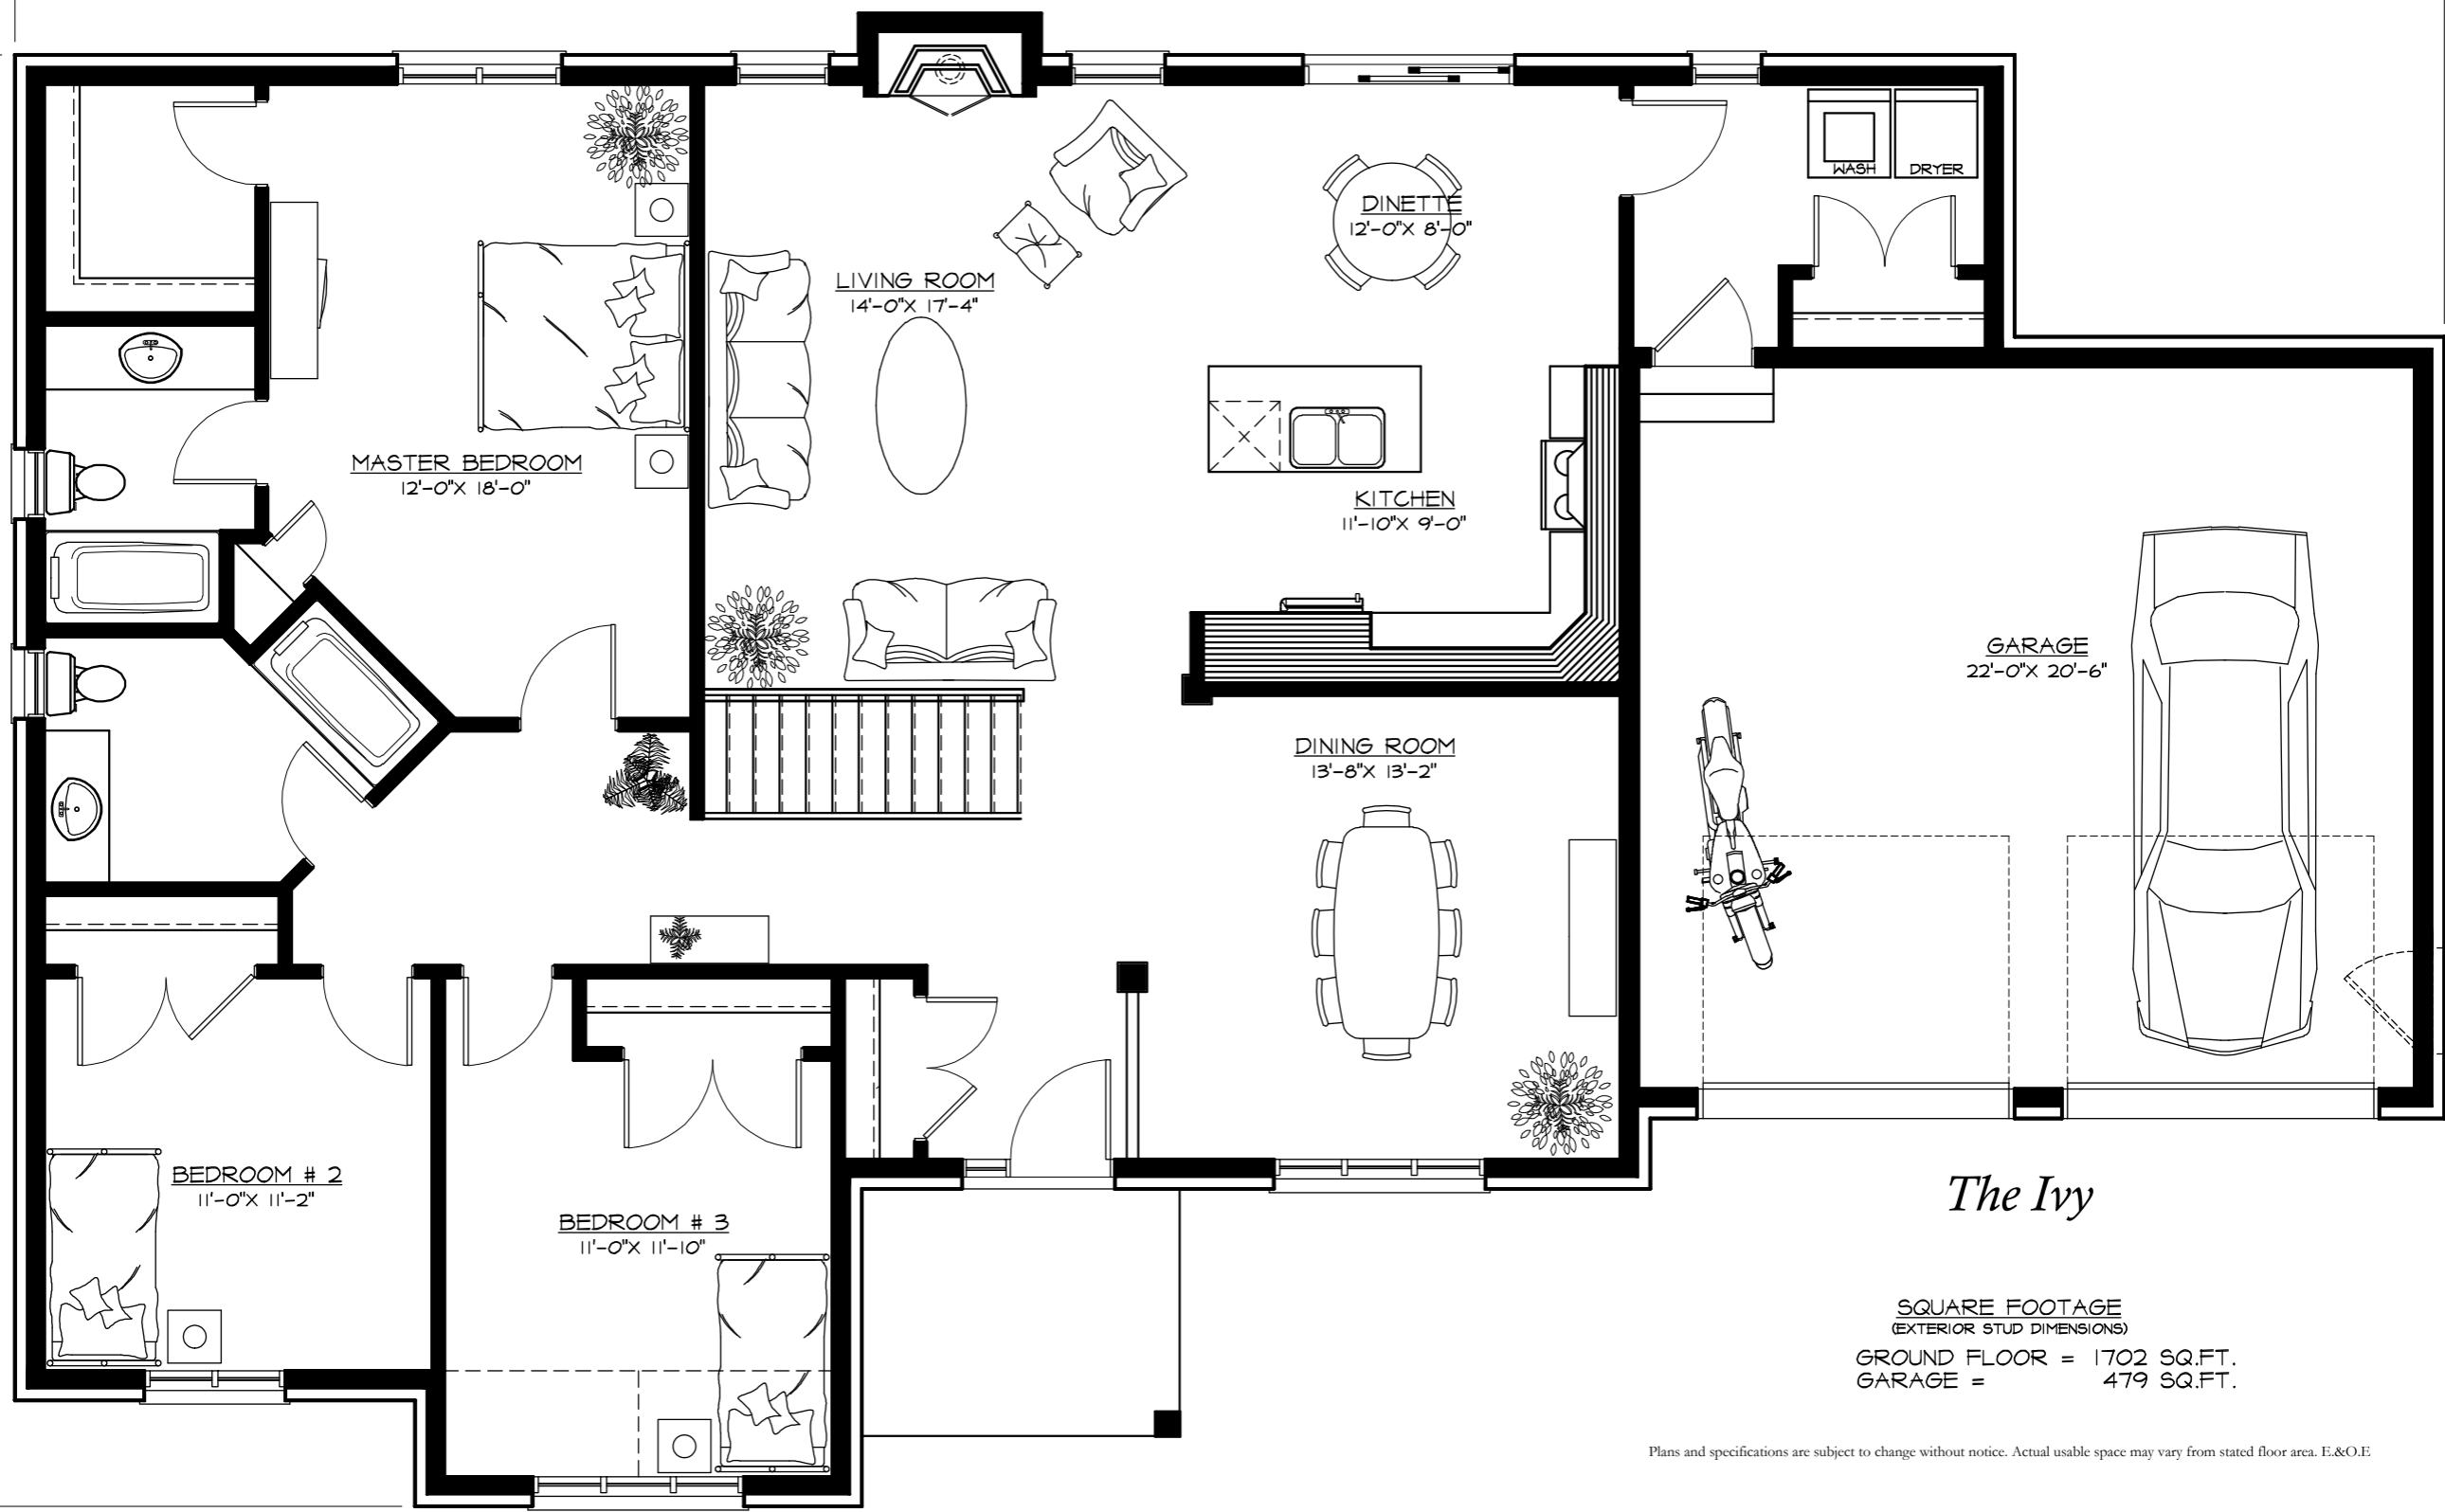 WASH
DRYER
DINETTE
12'-0"X 8'-0"
LIVING ROOM
14'-0"X 17'-4"
MASTER BEDROOM
12'-0"X 18'-0"
KITCHEN
11'-10"X 9'-0"
GARAGE
22'-0"X 20'-6"
DINING ROOM
13'-8"X 13'-2"
BEDROOM # 2
11'-0"X 11'-2"
BEDROOM # 3
11'-0"X 11'-10"
The Ivy
SQUARE FOOTAGE
(EXTERIOR STUD DIMENSIONS)
GROUND FLOOR = 1702 SQ.FT.
GARAGE = 479 SQ.FT.
Plans and specifications are subject to change without notice. Actual usable space may vary from stated floor area. E.&O.E